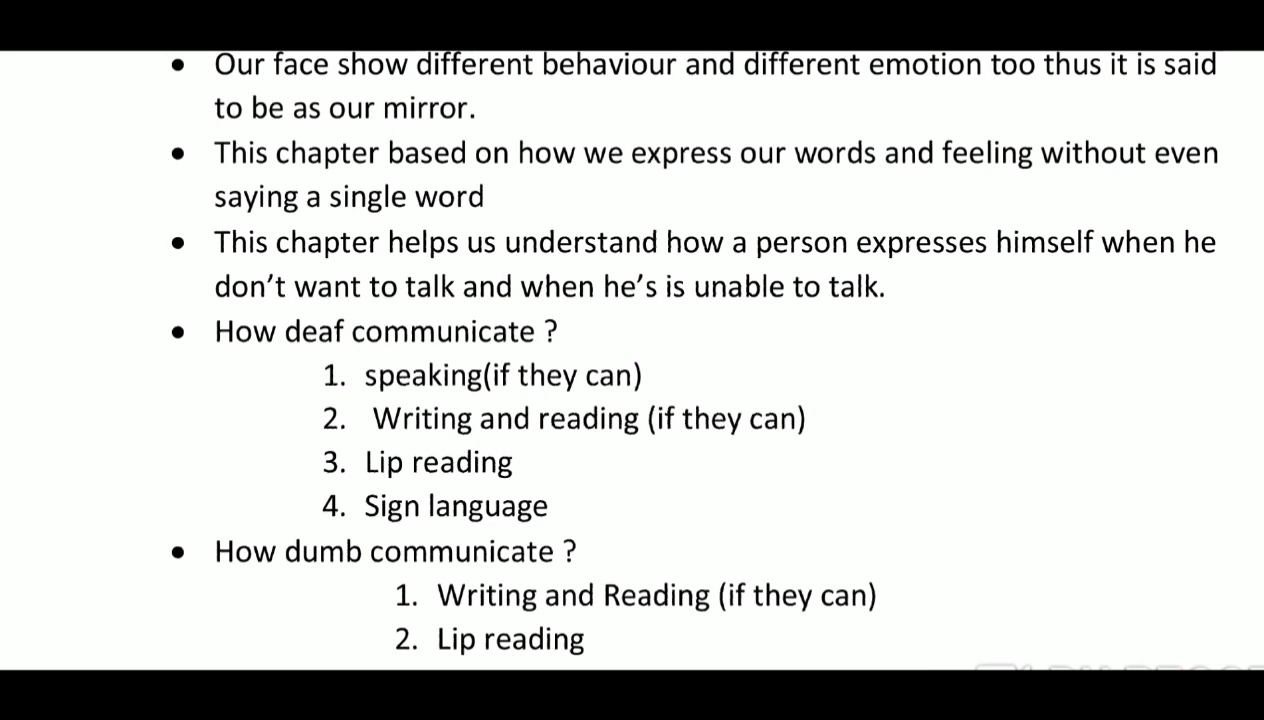 • Our face show different behaviour and different emotion too thus it is said
to be as our mirror.
• This chapter based on how we express our words and feeling without even
saying a single word
• This chapter helps us understand how a person expresses himself when he
don't want to talk and when he's is unable to talk.
• How deaf communicate ?
1. speaking(if they can)
2. Writing and reading (if they can)
3. Lip reading
4. Sign language
• How dumb communicate ?
1. Writing and Reading (if they can)
2. Lip reading